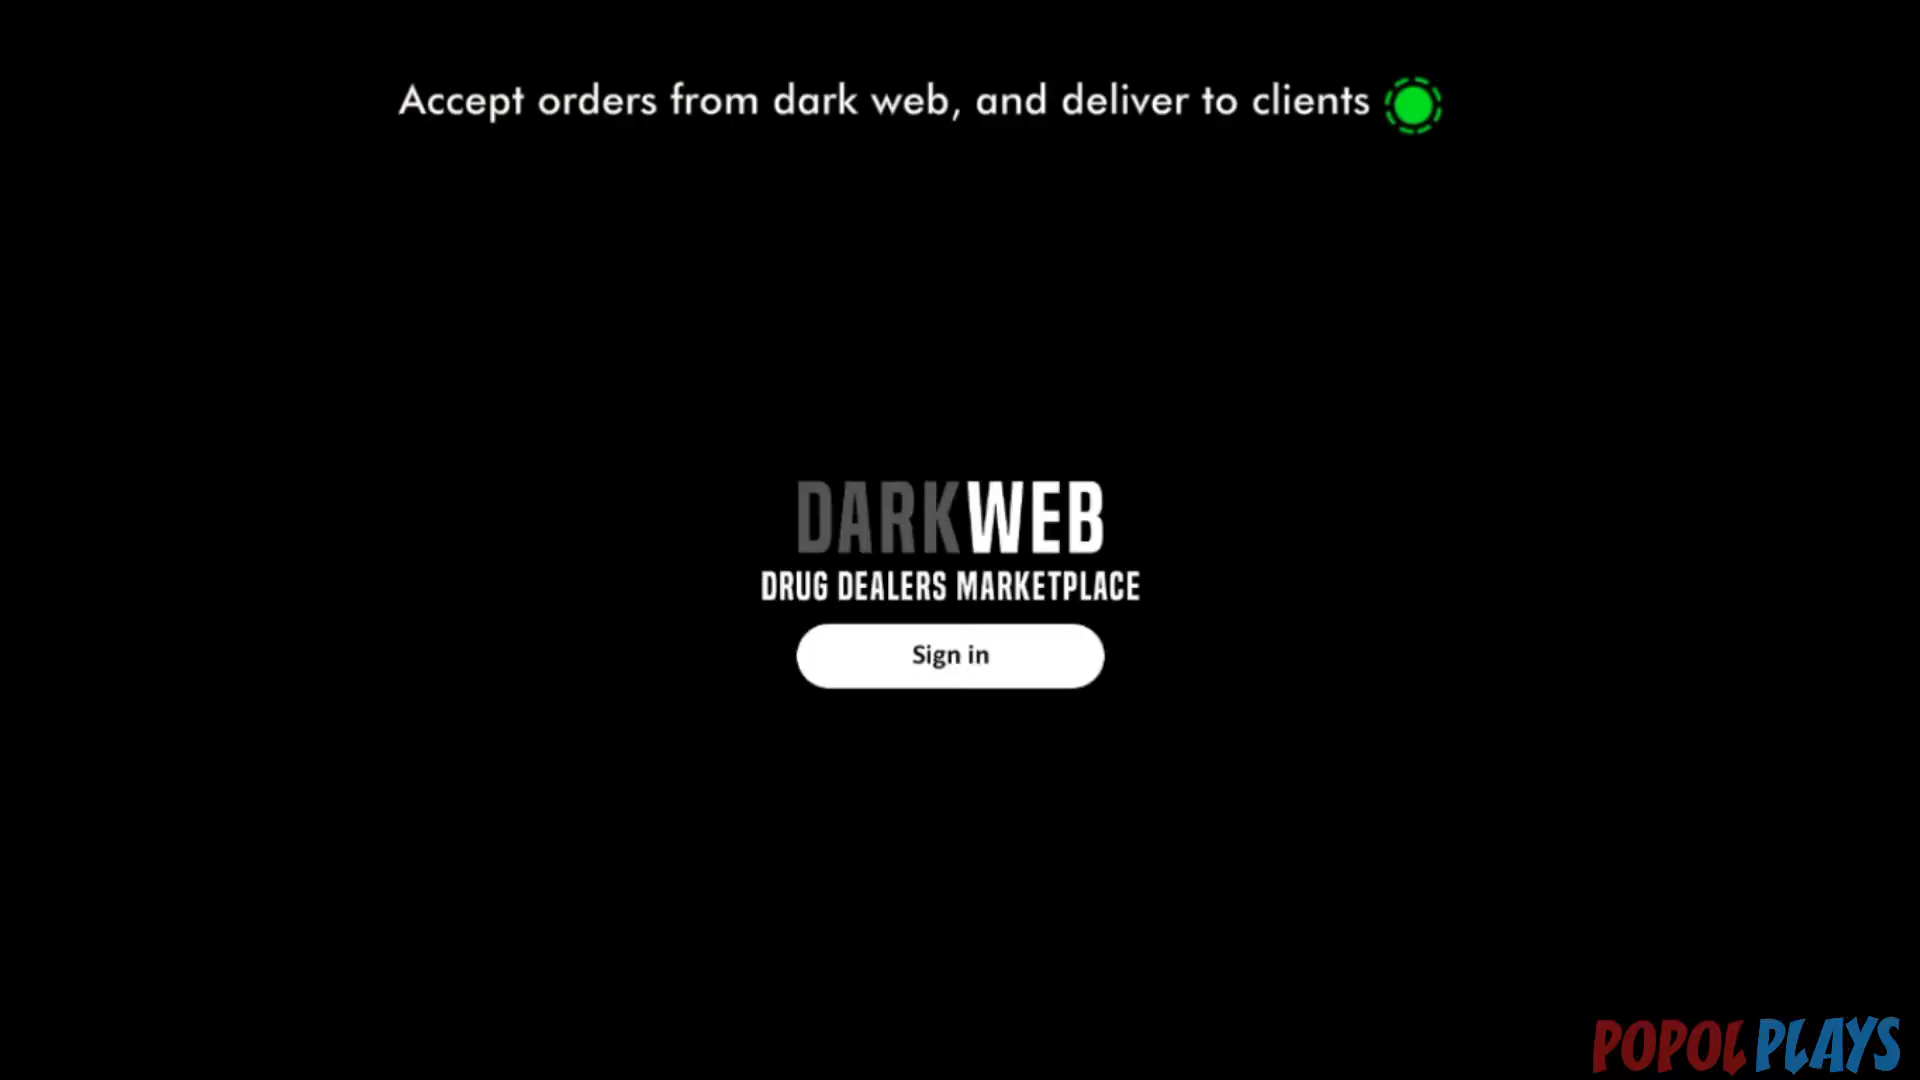 Accept orders from dark web, and deliver to clients
DARKWEB
DRUG DEALERS MARKETPLACE
Sign in
POPOL PLAYS